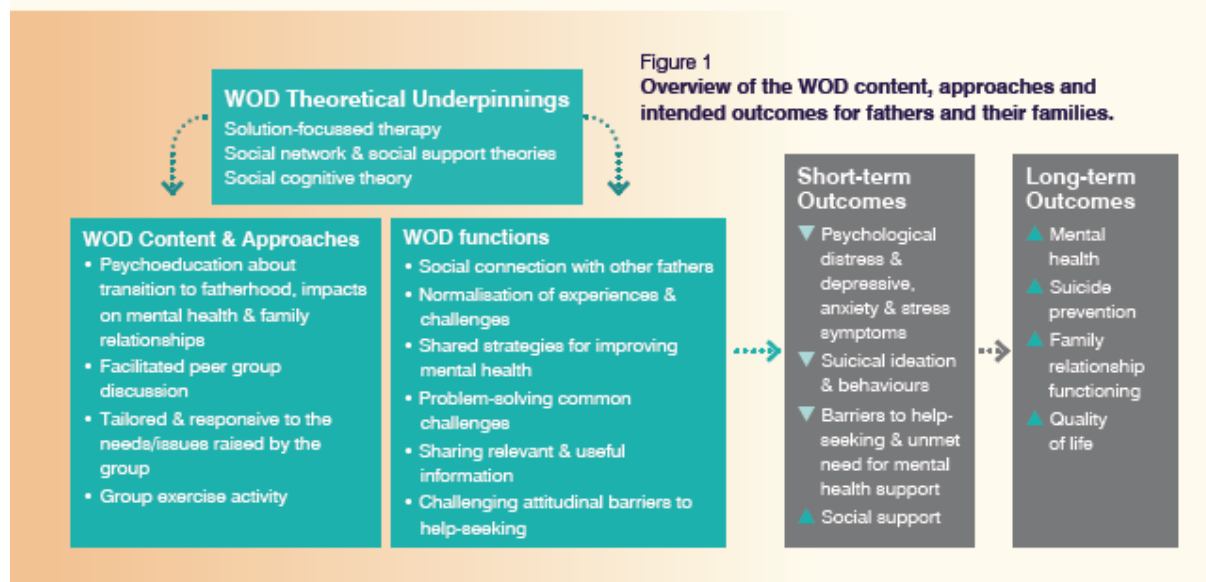 Figure 1
Overview of the WOD content, approaches and
intended outcomes for fathers and their families.
WOD Theoretical Underpinnings
Solution-focussed therapy
Social network & social support theories
Social cognitive theory
WOD Content & Approaches
• Psychoeducation about
transition to fatherhood, impacts
on mental health & family
relationships
• Facilitated peer group
discussion
• Tailored & responsive to the
needs/issues raised by the
group
• Group exercise activity
WOD functions
• Social connection with other fathers
• Normalisation of experiences &
challenges
• Shared strategies for improving
mental health
• Problem-solving common
challenges
• Sharing relevant & useful
information
• Challenging attitudinal barriers to
help-seeking
Short-term
Outcomes
▼ Psychological
distress &
depressive,
anxiety & stress
symptoms
▼ Suicical ideation
& behaviours
▼ Barriers to help-
seeking & unmet
need for mental
health support
▲ Social support
Long-term
Outcomes
▲ Mental
health
▲ Suicide
prevention
▲ Family
relationship
functioning
▲ Quality
of life